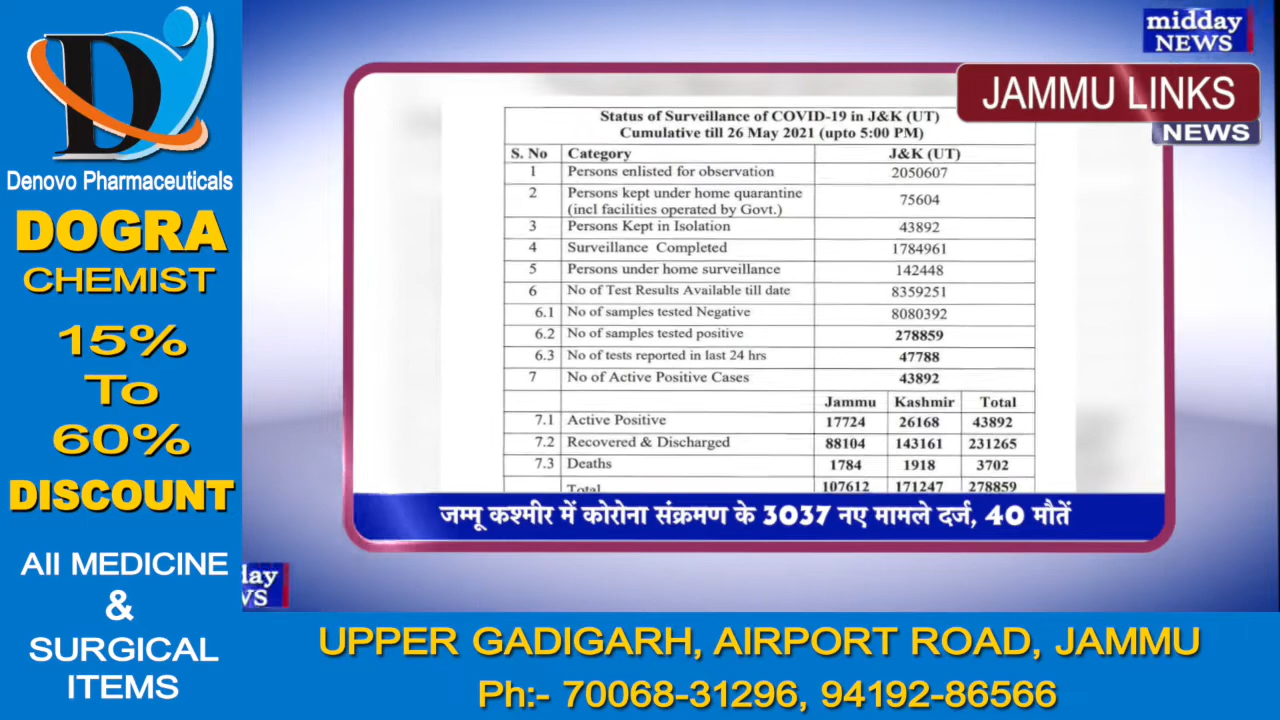 Denovo Pharmaceuticals
DOGRA
CHEMIST
15%
To
60%
DISCOUNT
All MEDICINE
&
SURGICAL
ITEMS
midday
NEWS
JAMMU LINKS
NEWS
Status of Surveillance of COVID-19 in J&K (UT)
Cumulative till 26 May 2021 (upto 5:00 PM)
S. No Category J&K (UT)
1 Persons enlisted for observation 2050607
2 Persons kept under home quarantine (incl facilities operated by Govt.) 75604
3 Persons Kept in Isolation 43892
4 Surveillance Completed 1784961
5 Persons under home surveillance 142448
6 No of Test Results Available till date 8359251
6.1 No of samples tested Negative 8080392
6.2 No of samples tested positive 278859
6.3 No of tests reported in last 24 hrs 47788
7 No of Active Positive Cases 43892
Jammu Kashmir Total
7.1 Active Positive 17724 26168 43892
7.2 Recovered & Discharged 88104 143161 231265
7.3 Deaths 1784 1918 3702
Total 107612 171247 278859
जम्मू कश्मीर में कोरोना संक्रमण के 3037 नए मामले दर्ज, 40 मौतें
UPPER GADIGARH, AIRPORT ROAD, JAMMU
Ph:- 70068-31296, 94192-86566